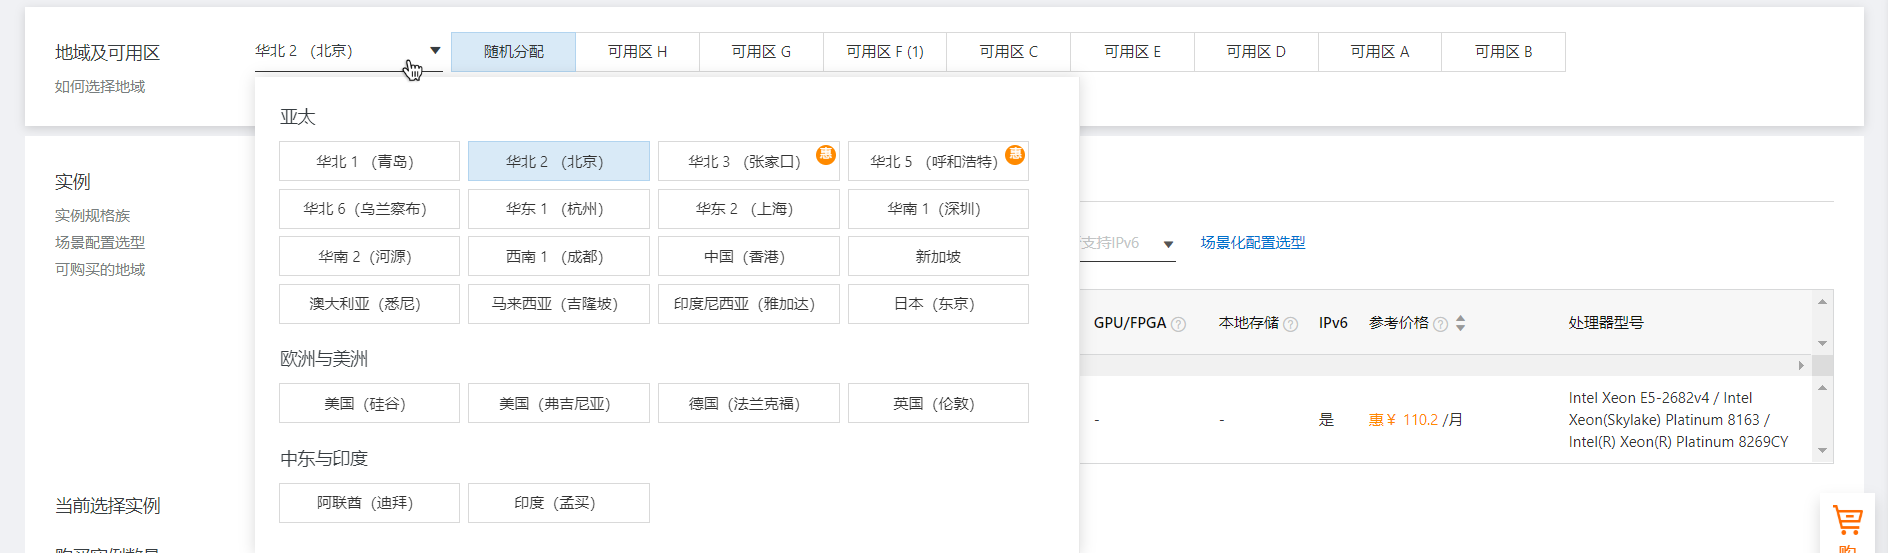 地域及可用区
如何选择地域
华北 2 （北京）
随机分配
可用区 H
可用区 G
可用区 F (1)
可用区 C
可用区 E
可用区 D
可用区 A
可用区 B
亚太
华北 1 （青岛）
华北 2 （北京）
华北 3 （张家口）
惠
华北 5 （呼和浩特）
惠
华北 6（乌兰察布）
华东 1 （杭州）
华东 2 （上海）
华南 1（深圳）
华南 2（河源）
西南 1 （成都）
中国（香港）
新加坡
澳大利亚（悉尼）
马来西亚（吉隆坡）
印度尼西亚（雅加达）
日本（东京）
欧洲与美洲
美国（硅谷）
美国（弗吉尼亚）
德国（法兰克福）
英国（伦敦）
中东与印度
阿联酋（迪拜）
印度（孟买）
实例
实例规格族
场景配置选型
可购买的地域
支持IPv6
场景化配置选型
GPU/FPGA
本地存储
IPv6
参考价格
处理器型号
-
-
是
惠 ¥ 110.2 /月
Intel Xeon E5-2682v4 / Intel
Xeon(Skylake) Platinum 8163 /
Intel(R) Xeon(R) Platinum 8269CY
当前选择实例
购买实例数量
购